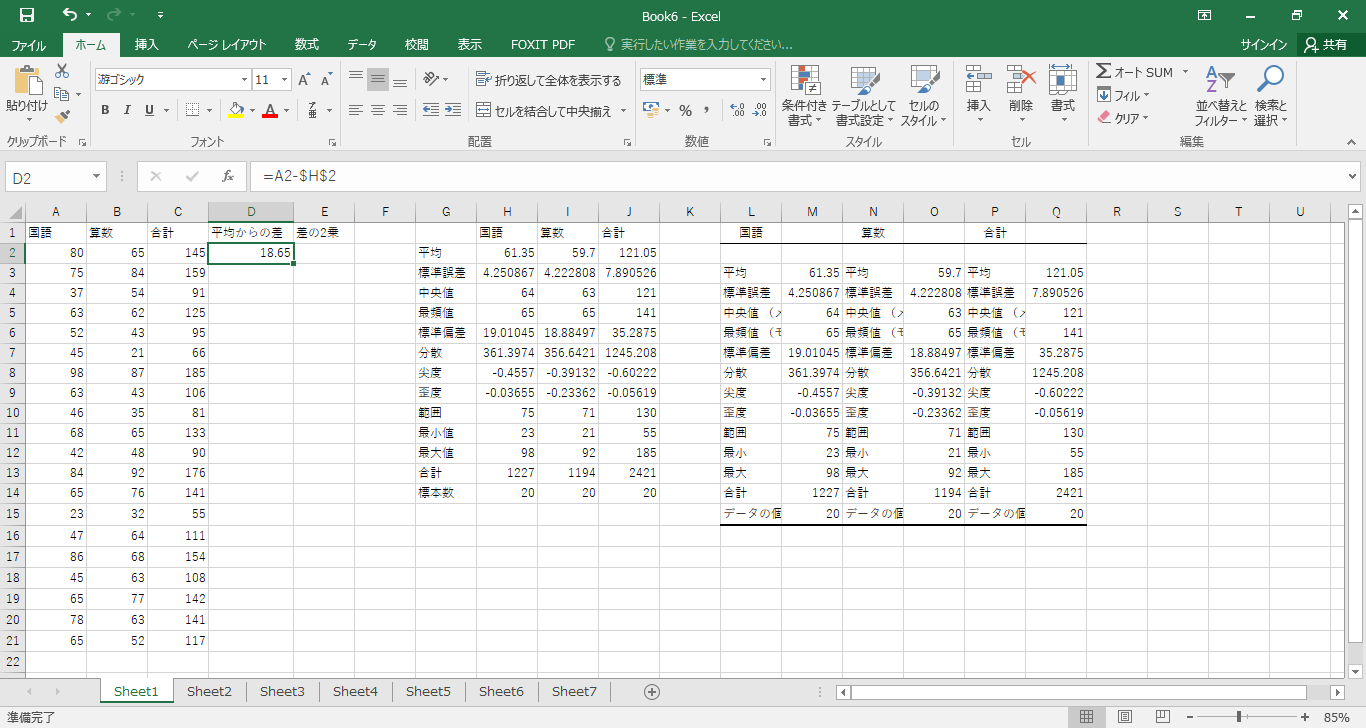 Book6 - Excel
ファイル ホーム 挿入 ページ レイアウト 数式 データ 校閲 表示 FOXIT PDF 実行したい作業を入力してください... サインイン 共有
貼り付け 游ゴシック 11 折り返して全体を表示する 標準 条件付き書式 テーブルとして書式設定 セルのスタイル 挿入 削除 書式 Σ オート SUM フィル クリア 並べ替えとフィルター 検索と選択
B I U 亜 セルを結合して中央揃え % ,
クリップボード フォント 配置 数値 スタイル セル 編集
D2 fx =A2-$H$2
A B C D E F G H I J K L M N O P Q R S T U
1 国語 算数 合計 平均からの差 差の2乗 国語 算数 合計 国語 算数 合計
2 80 65 145 18.65 平均 61.35 59.7 121.05
3 75 84 159 標準誤差 4.250867 4.222808 7.890526 平均 61.35 平均 59.7 平均 121.05
4 37 54 91 中央値 64 63 121 標準誤差 4.250867 標準誤差 4.222808 標準誤差 7.890526
5 63 62 125 最頻値 65 65 141 中央値 （メ 64 中央値 （メ 63 中央値 （メ 121
6 52 43 95 標準偏差 19.01045 18.88497 35.2875 最頻値 （モ 65 最頻値 （モ 65 最頻値 （モ 141
7 45 21 66 分散 361.3974 356.6421 1245.208 標準偏差 19.01045 標準偏差 18.88497 標準偏差 35.2875
8 98 87 185 尖度 -0.4557 -0.39132 -0.60222 分散 361.3974 分散 356.6421 分散 1245.208
9 63 43 106 歪度 -0.03655 -0.23362 -0.05619 尖度 -0.4557 尖度 -0.39132 尖度 -0.60222
10 46 35 81 範囲 75 71 130 歪度 -0.03655 歪度 -0.23362 歪度 -0.05619
11 68 65 133 最小値 23 21 55 範囲 75 範囲 71 範囲 130
12 42 48 90 最大値 98 92 185 最小 23 最小 21 最小 55
13 84 92 176 合計 1227 1194 2421 最大 98 最大 92 最大 185
14 65 76 141 標本数 20 20 20 合計 1227 合計 1194 合計 2421
15 23 32 55 データの個 20 データの個 20 データの個 20
16 47 64 111
17 86 68 154
18 45 63 108
19 65 77 142
20 78 63 141
21 65 52 117
22
Sheet1 Sheet2 Sheet3 Sheet4 Sheet5 Sheet6 Sheet7
準備完了 85%